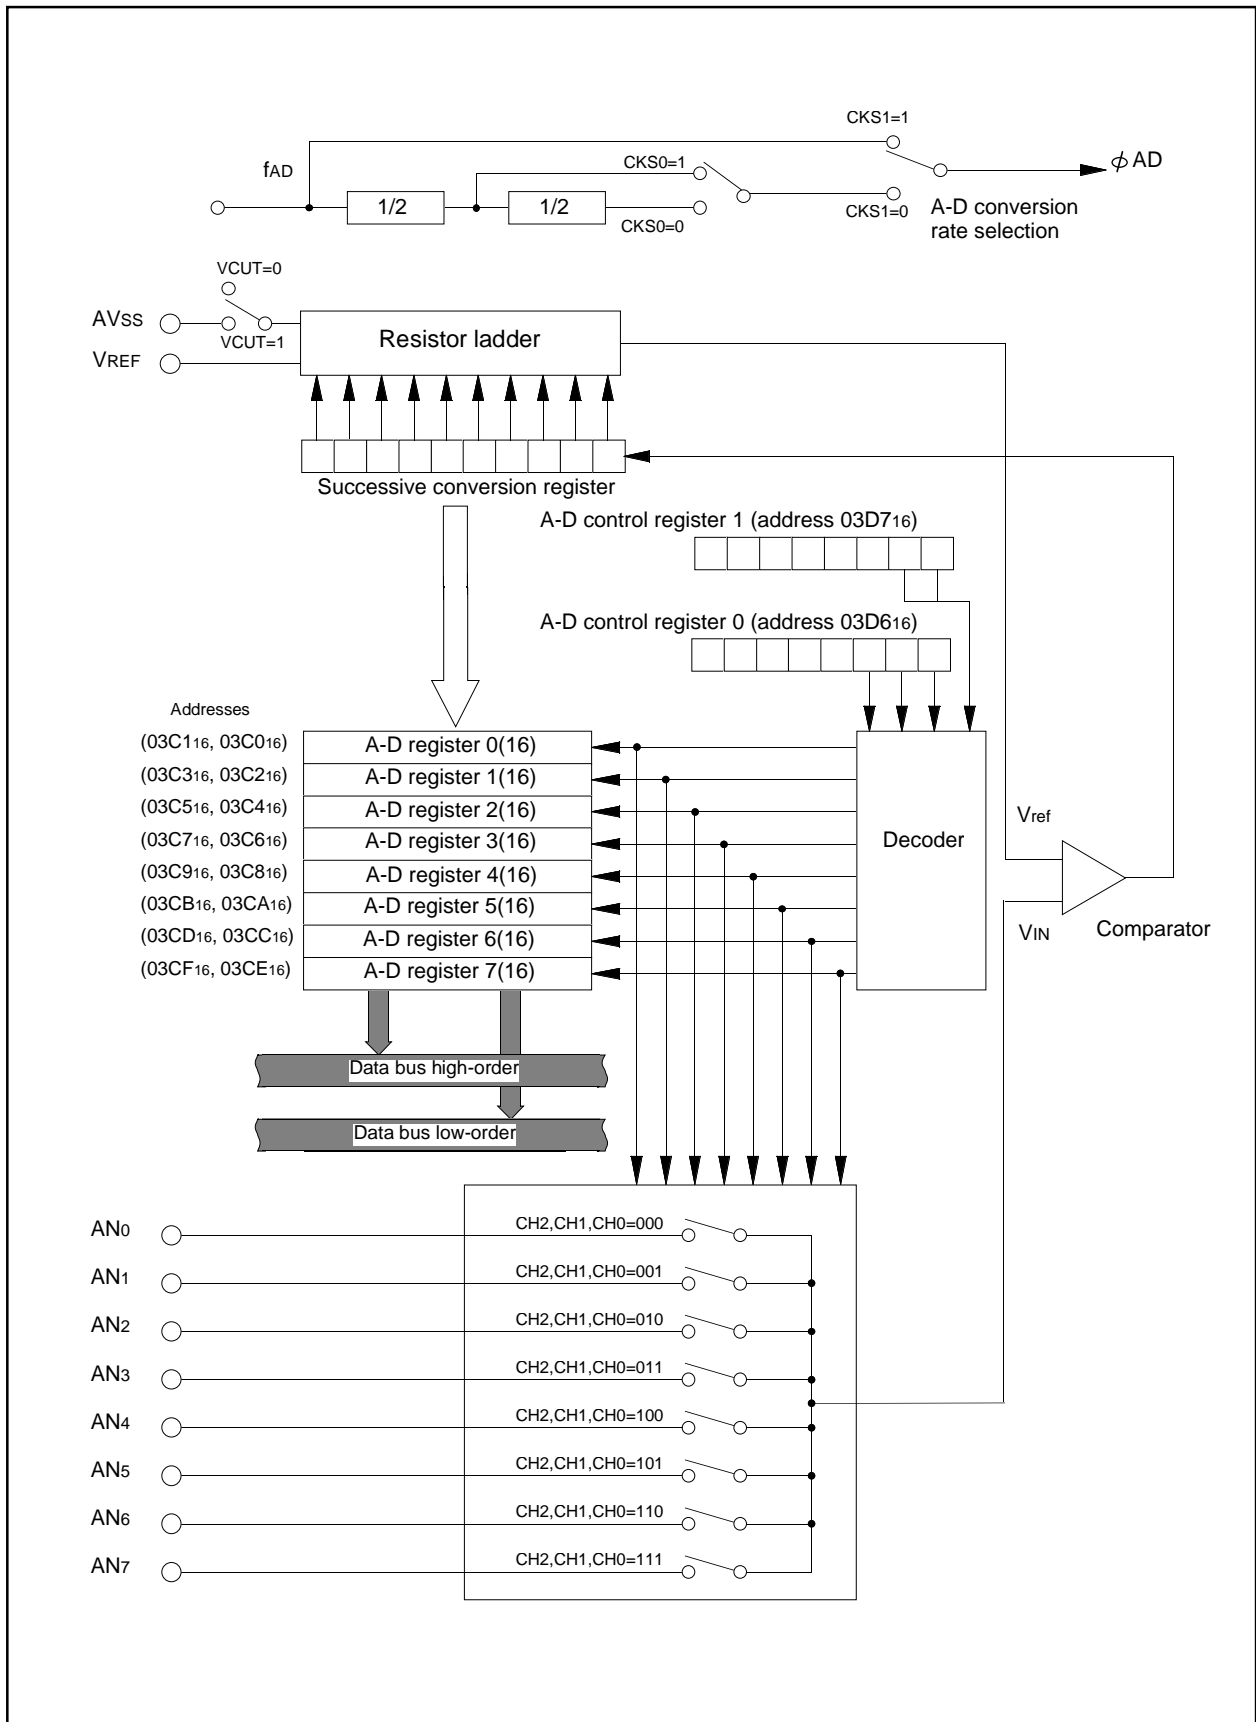 CKS1=1
fAD
CKS0=1
ϕ AD
1/2
1/2
CKS0=0
CKS1=0
A-D conversion
rate selection
VCUT=0
AVSS
VCUT=1
Resistor ladder
VREF
Successive conversion register
A-D control register 1 (address 03D716)
A-D control register 0 (address 03D616)
Addresses
(03C116, 03C016)
A-D register 0(16)
(03C316, 03C216)
A-D register 1(16)
(03C516, 03C416)
A-D register 2(16)
(03C716, 03C616)
A-D register 3(16)
(03C916, 03C816)
A-D register 4(16)
(03CB16, 03CA16)
A-D register 5(16)
(03CD16, 03CC16)
A-D register 6(16)
(03CF16, 03CE16)
A-D register 7(16)
Decoder
Vref
VIN
Comparator
Data bus high-order
Data bus low-order
AN0
CH2,CH1,CH0=000
AN1
CH2,CH1,CH0=001
AN2
CH2,CH1,CH0=010
AN3
CH2,CH1,CH0=011
AN4
CH2,CH1,CH0=100
AN5
CH2,CH1,CH0=101
AN6
CH2,CH1,CH0=110
AN7
CH2,CH1,CH0=111